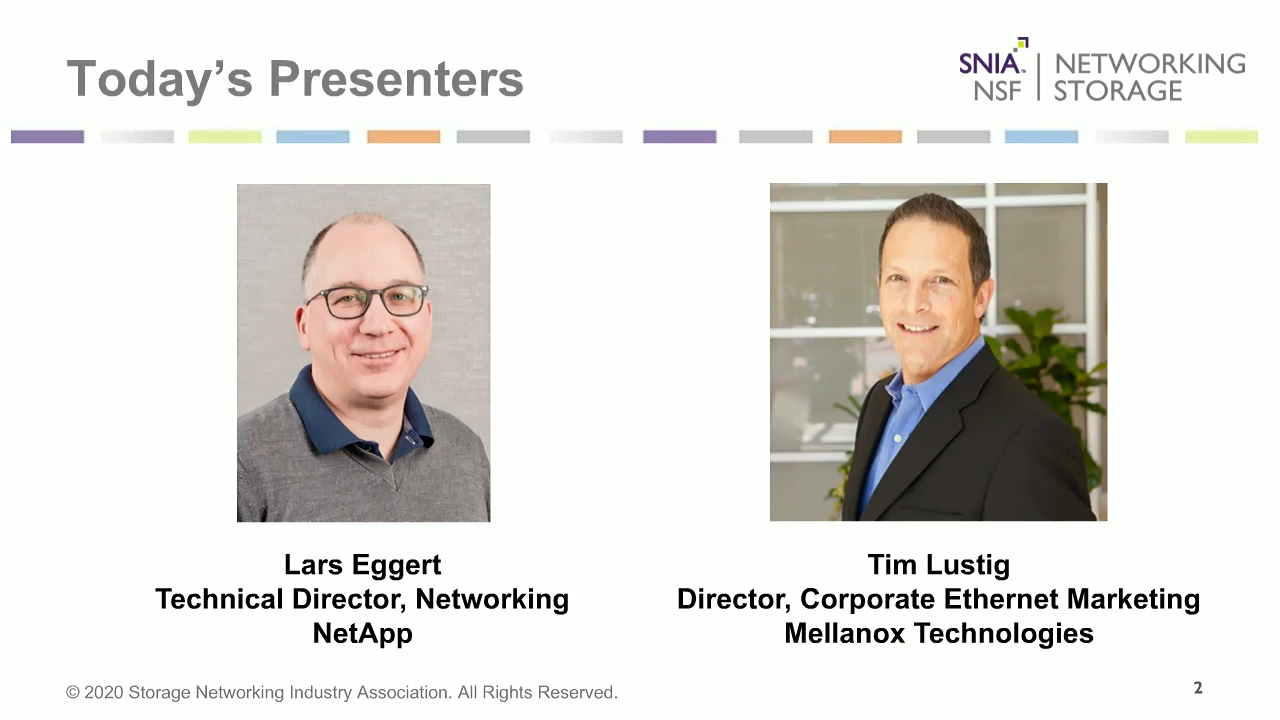 Today’s Presenters
SNIA™ NSF
NETWORKING STORAGE
Lars Eggert
Technical Director, Networking
NetApp
Tim Lustig
Director, Corporate Ethernet Marketing
Mellanox Technologies
© 2020 Storage Networking Industry Association. All Rights Reserved.
2